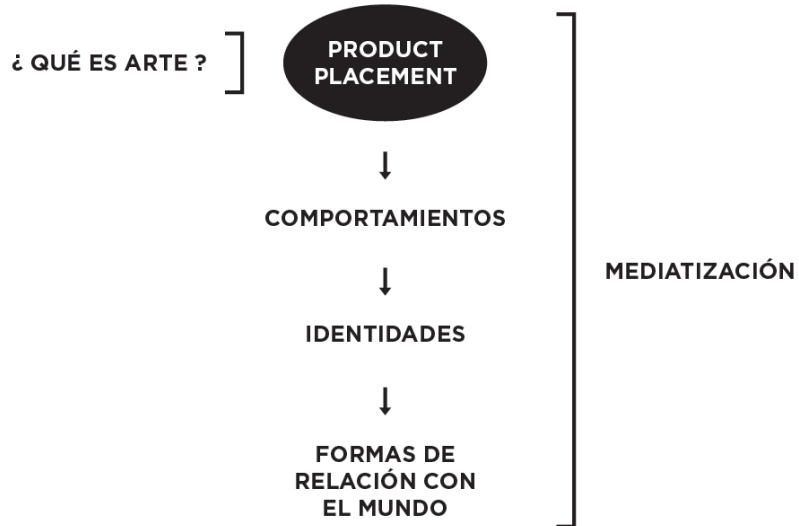 ¿ QUÉ ES ARTE ?
PRODUCT
PLACEMENT
COMPORTAMIENTOS
IDENTIDADES
MEDIATIZACIÓN
FORMAS DE
RELACIÓN CON
EL MUNDO